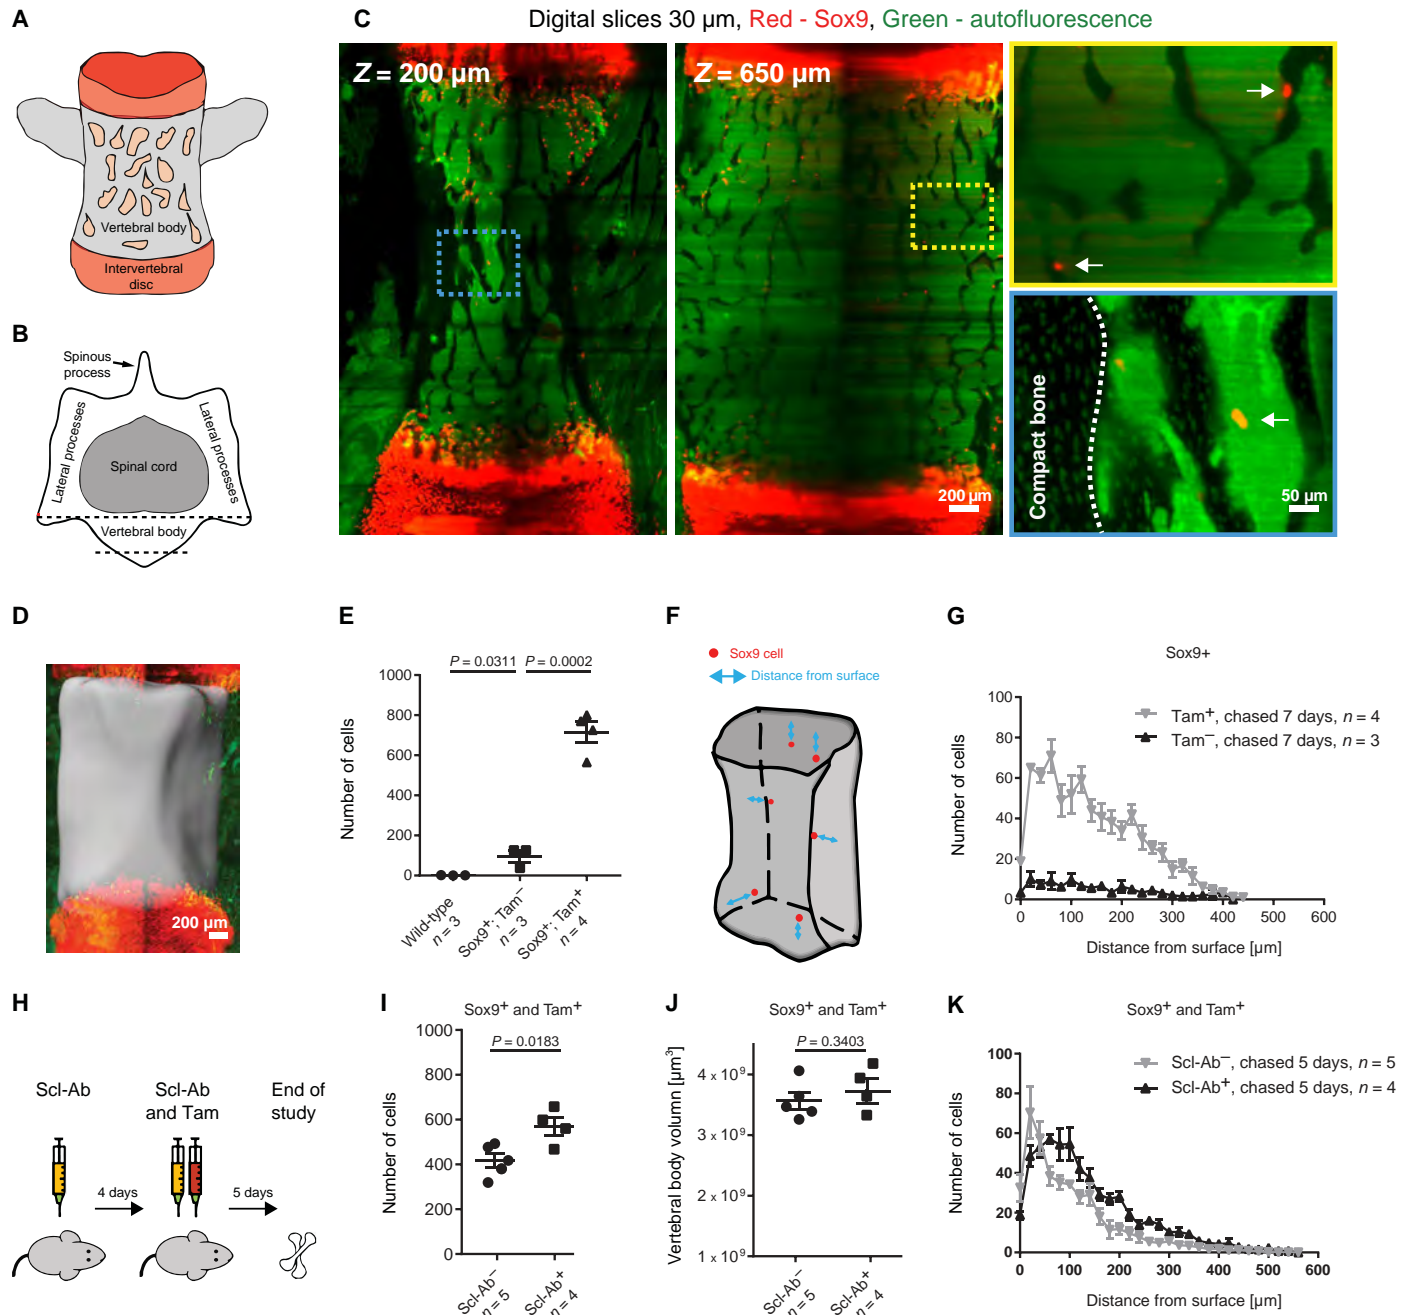 A
Vertebral body
Intervertebral
disc
B
Spinous
process
Lateral processes
Lateral processes
Spinal cord
Vertebral body
C
Digital slices 30 µm, Red - Sox9, Green - autofluorescence
Z = 200 µm
Z = 650 µm
200 µm
Compact bone
50 µm
D
200 µm
E
P = 0.0311
P = 0.0002
Number of cells
1000
800
600
400
200
0
Wild-type
n = 3
Sox9+; Tam−
n = 3
Sox9+; Tam+
n = 4
F
Sox9 cell
Distance from surface
G
Sox9+
Tam+, chased 7 days, n = 4
Tam−, chased 7 days, n = 3
Number of cells
100
80
60
40
20
0
0 100 200 300 400 500 600
Distance from surface [µm]
H
Scl-Ab
Scl-Ab
and Tam
End of
study
4 days
5 days
I
Sox9+ and Tam+
P = 0.0183
Number of cells
1000
800
600
400
200
0
Scl-Ab−
n = 5
Scl-Ab+
n = 4
J
Sox9+ and Tam+
P = 0.3403
Vertebral body volumn [µm³]
4 x 10⁹
3 x 10⁹
2 x 10⁹
1 x 10⁹
Scl-Ab−
n = 5
Scl-Ab+
n = 4
K
Sox9+ and Tam+
Scl-Ab−, chased 5 days, n = 5
Scl-Ab+, chased 5 days, n = 4
Number of cells
100
80
60
40
20
0
0 100 200 300 400 500 600
Distance from surface [µm]